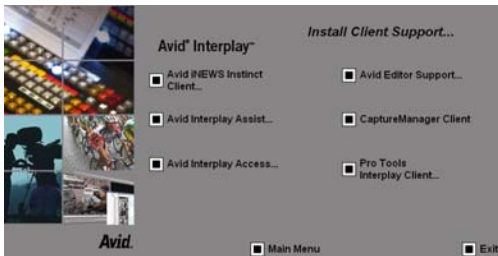 Avid® Interplay™
Install Client Support...
Avid iNEWS Instinct
Client...
Avid Editor Support...
Avid Interplay Assist...
CaptureManager Client
Avid Interplay Access...
Pro Tools
Interplay Client...
Avid.
Main Menu
Exit